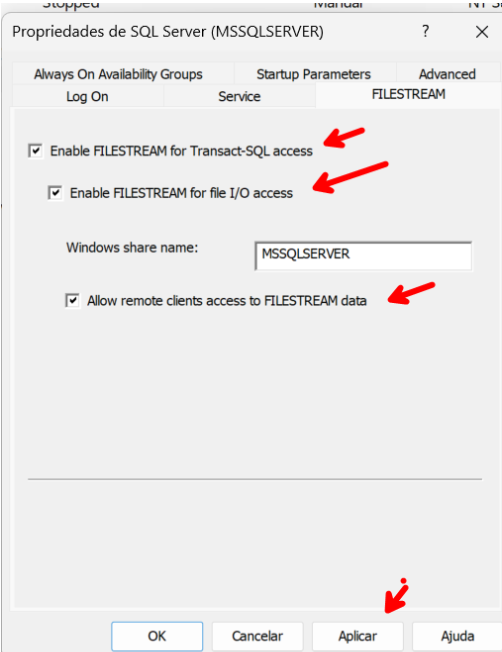 Stopped Manual NT S
Propriedades de SQL Server (MSSQLSERVER) ? ×
Always On Availability Groups Startup Parameters Advanced
Log On Service FILESTREAM
Enable FILESTREAM for Transact-SQL access
Enable FILESTREAM for file I/O access
Windows share name: MSSQLSERVER
Allow remote clients access to FILESTREAM data
OK Cancelar Aplicar Ajuda